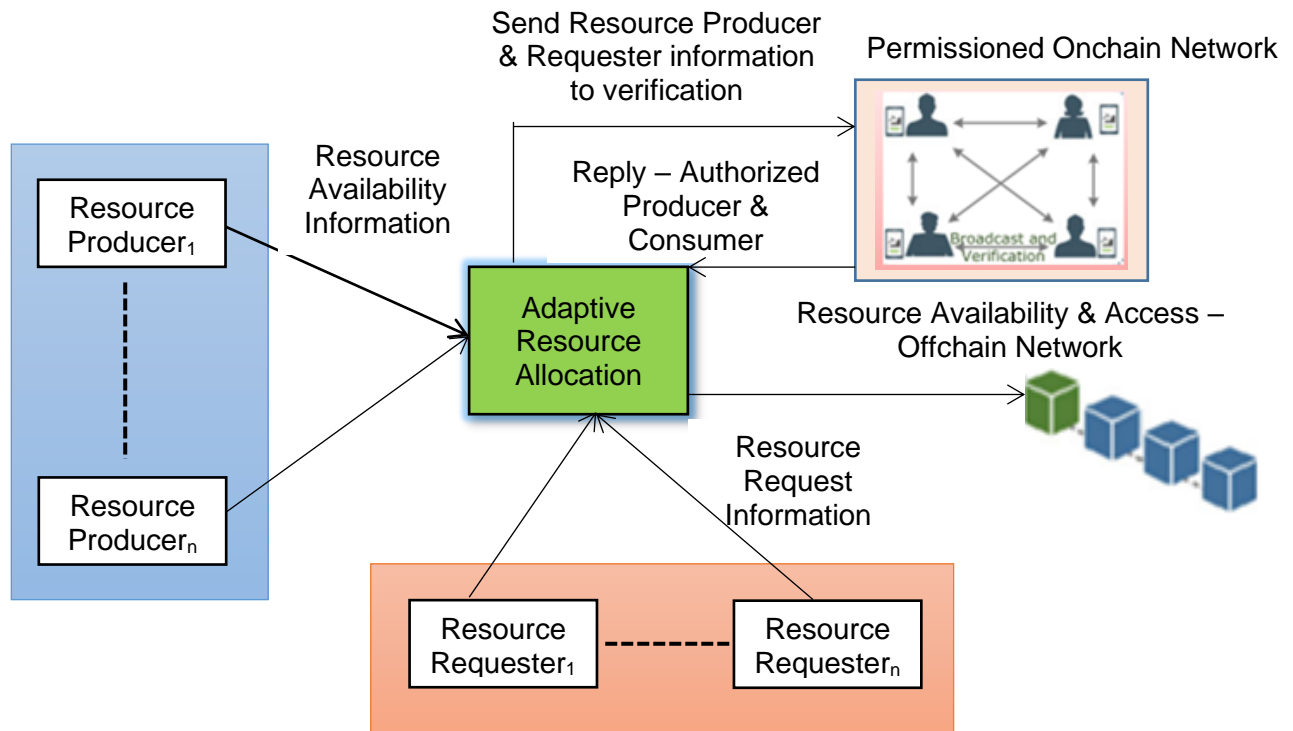 Send Resource Producer
& Requester information
to verification
Permissioned Onchain Network
Broadcast and
Verification
Resource
Availability
Information
Reply – Authorized
Producer &
Consumer
Resource
Producer₁
Resource
Producerₙ
Adaptive
Resource
Allocation
Resource Availability & Access –
Offchain Network
Resource
Request
Information
Resource
Requester₁
Resource
Requesterₙ